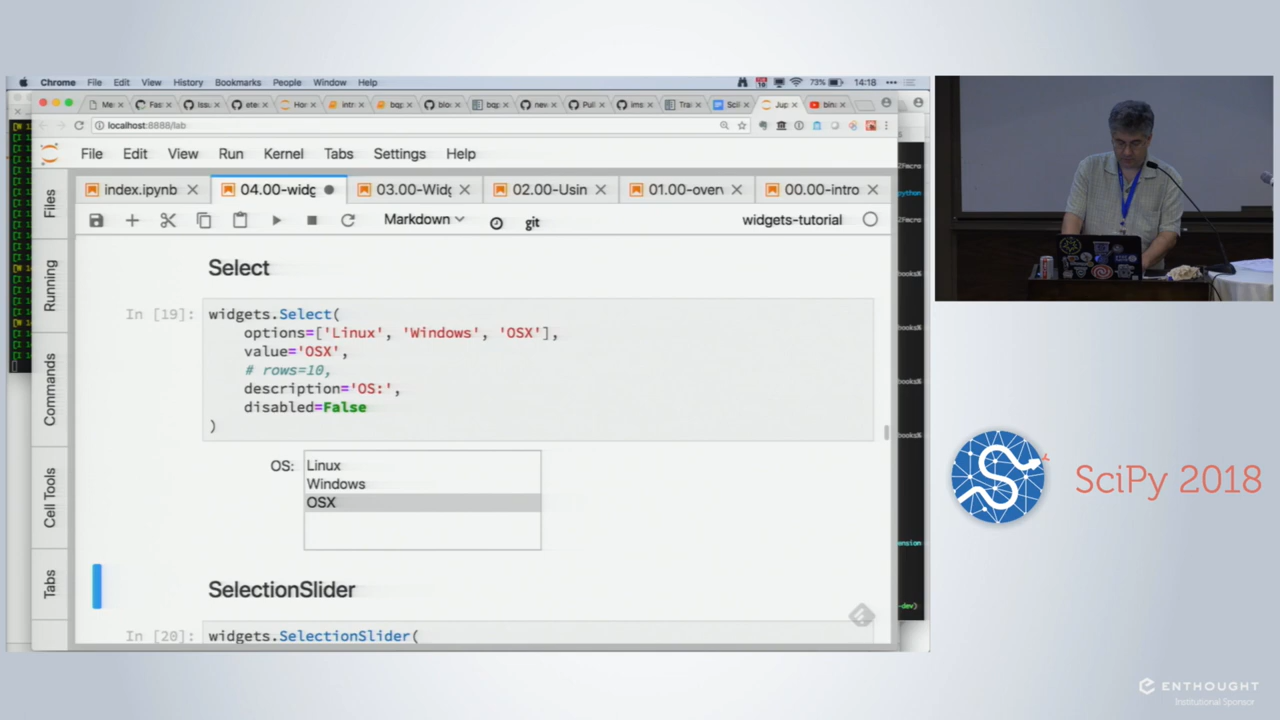 Chrome File Edit View History Bookmarks People Window Help 73% 14:18
localhost:8888/lab
File Edit View Run Kernel Tabs Settings Help
index.ipynb 04.00-widg 03.00-Widg 02.00-Usin 01.00-over 00.00-intro
Markdown git widgets-tutorial
Files
Running
Commands
Cell Tools
Tabs
Select
In [19]: widgets.Select(
options=['Linux', 'Windows', 'OSX'],
value='OSX',
# rows=10,
description='OS:',
disabled=False
)
OS: Linux
Windows
OSX
SelectionSlider
In [20]: widgets.SelectionSlider(
SciPy 2018
ENTHOUGHT
Institutional Sponsor